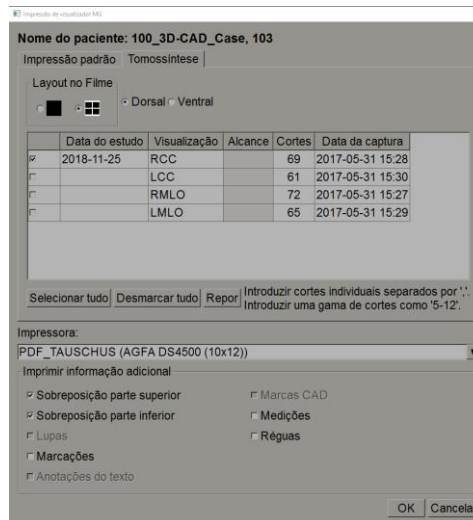 Impressão de visualizador MG
Nome do paciente: 100_3D-CAD_Case, 103
Impressão padrão Tomossíntese
Layout no Filme
Dorsal Ventral
Data do estudo Visualização Alcance Cortes Data da captura
2018-11-25 RCC 69 2017-05-31 15:28
LCC 61 2017-05-31 15:30
RMLO 72 2017-05-31 15:27
LMLO 65 2017-05-31 15:29
Selecionar tudo Desmarcar tudo Repor Introduzir cortes individuais separados por ','.
Introduzir uma gama de cortes como '5-12'.
Impressora:
PDF_TAUSCHUS (AGFA DS4500 (10x12))
Imprimir informação adicional
Sobreposição parte superior Marcas CAD
Sobreposição parte inferior Medições
Lupas Réguas
Marcações
Anotações do texto
OK Cancela